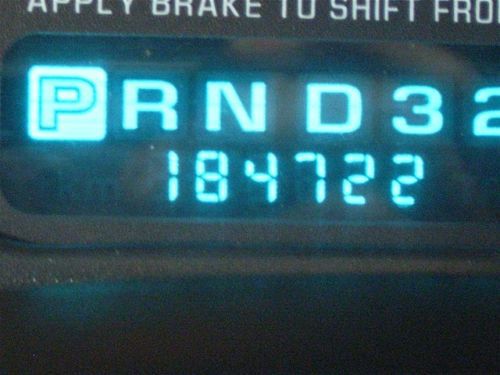 APPLY BRAKE TO SHIFT FRO
P R N D 3 2
184722